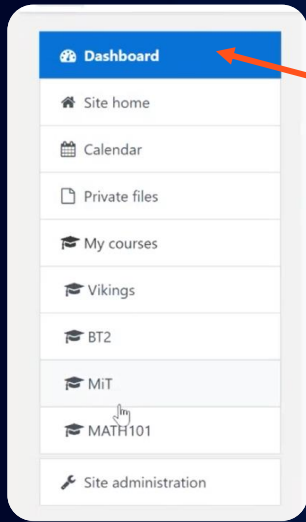 Dashboard
Site home
Calendar
Private files
My courses
Vikings
BT2
MiT
MATH101
Site administration